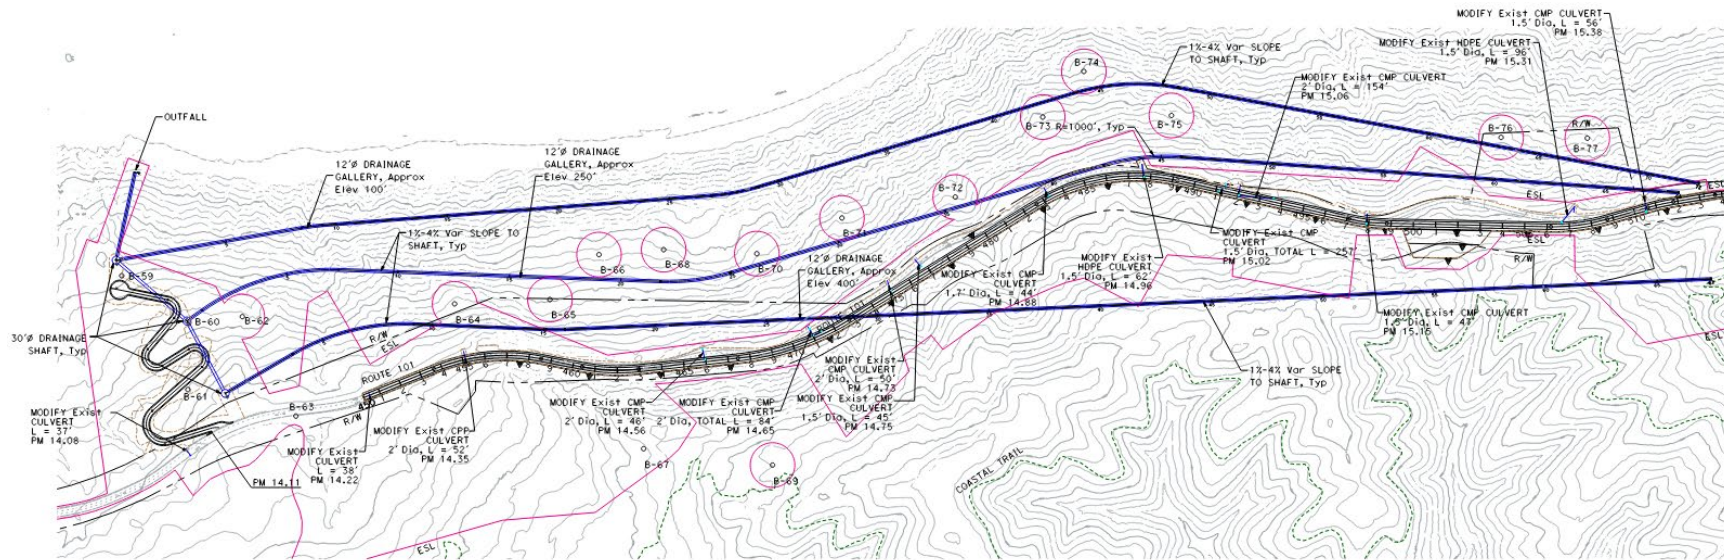 MODIFY Exist CMP CULVERT
1.5' Dia, L = 56'
PM 15.38
MODIFY Exist HDPE CULVERT
1.5' Dia, L = 96'
PM 15.31
1%-4% Var SLOPE
TO SHAFT, Typ
B-74
MODIFY Exist CMP CULVERT
2' Dia, L = 154'
PM 15.06
OUTFALL
B-73
R=1000', Typ
B-75
B-76
R/W
B-77
12'Ø DRAINAGE
GALLERY, Approx
Elev 100'
12'Ø DRAINAGE
GALLERY, Approx
Elev 250'
B-72
ESL
ESL
B-71
1%-4% Var SLOPE TO
SHAFT, Typ
B-66
B-68
B-70
MODIFY Exist CMP
CULVERT
1.5' Dia, TOTAL L = 257'
PM 15.02
ESL
R/W
B-59
12'Ø DRAINAGE
GALLERY, Approx
Elev 400'
MODIFY Exist
HDPE CULVERT
1.5' Dia, L = 62'
PM 14.96
MODIFY Exist CMP
CULVERT
1.7' Dia, L = 44'
PM 14.88
B-60
B-62
B-64
B-65
ROUTE 101
MODIFY Exist CMP CULVERT
1.5' Dia, L = 47'
PM 15.15
30'Ø DRAINAGE
SHAFT, Typ
R/W
ESL
ESL
ROUTE 101
MODIFY Exist
CMP CULVERT
2' Dia, L = 50'
PM 14.73
1%-4% Var SLOPE
TO SHAFT, Typ
B-61
B-63
R/W
MODIFY Exist
CULVERT
L = 37'
PM 14.08
MODIFY Exist CMP
CULVERT
2' Dia, L = 46'
PM 14.56
MODIFY Exist CMP
CULVERT
2' Dia, TOTAL L = 84'
PM 14.65
MODIFY Exist CMP
CULVERT
1.5' Dia, L = 45'
PM 14.75
MODIFY Exist CPP
CULVERT
2' Dia, L = 52'
PM 14.35
MODIFY Exist
CULVERT
L = 38'
PM 14.22
PM 14.11
B-67
B-69
COASTAL TRAIL
ESL